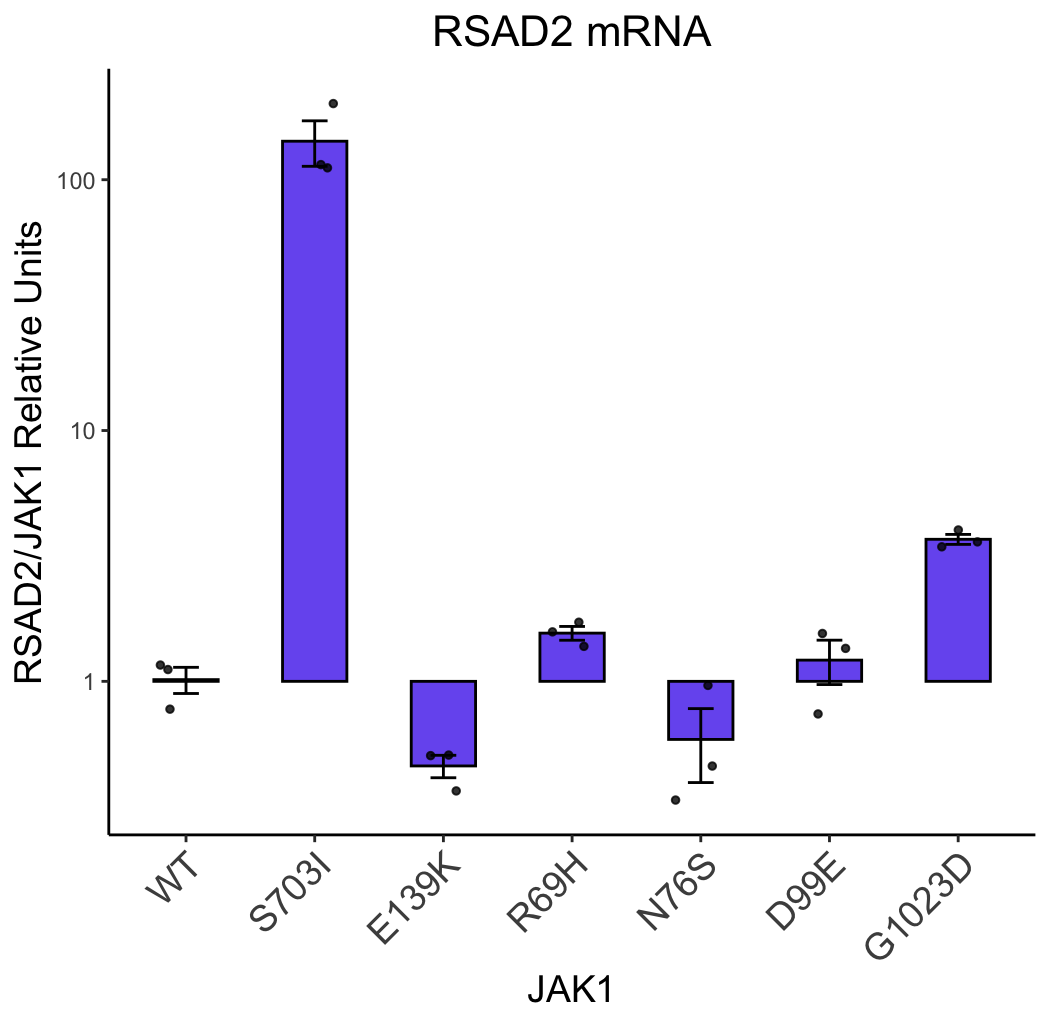 RSAD2 mRNA
RSAD2/JAK1 Relative Units
100
10
1
WT
S703I
E139K
R69H
N76S
D99E
G1023D
JAK1